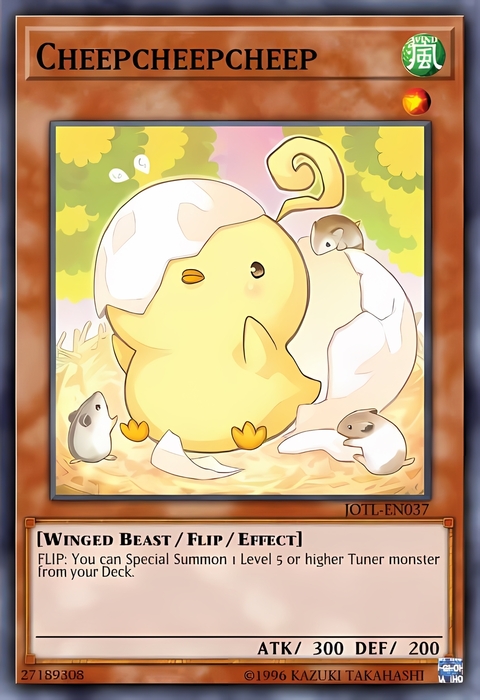 CHEEPCHEEPCHEEP
風
JOTL-EN037
[WINGED BEAST / FLIP / EFFECT]
FLIP: You can Special Summon 1 Level 5 or higher Tuner monster
from your Deck.
ATK/ 300 DEF/ 200
27189308
©1996 KAZUKI TAKAHASHI